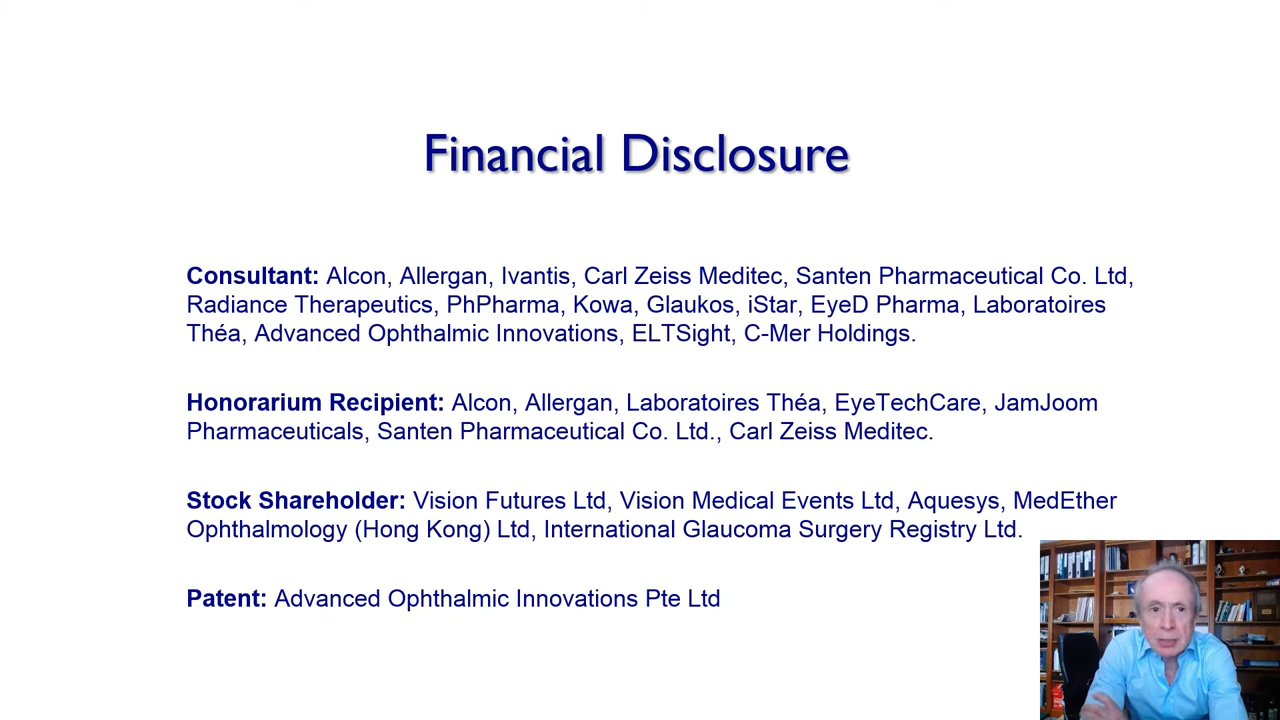 Financial Disclosure
Consultant: Alcon, Allergan, Ivantis, Carl Zeiss Meditec, Santen Pharmaceutical Co. Ltd,
Radiance Therapeutics, PhPharma, Kowa, Glaukos, iStar, EyeD Pharma, Laboratoires
Théa, Advanced Ophthalmic Innovations, ELTSight, C-Mer Holdings.
Honorarium Recipient: Alcon, Allergan, Laboratoires Théa, EyeTechCare, JamJoom
Pharmaceuticals, Santen Pharmaceutical Co. Ltd., Carl Zeiss Meditec.
Stock Shareholder: Vision Futures Ltd, Vision Medical Events Ltd, Aquesys, MedEther
Ophthalmology (Hong Kong) Ltd, International Glaucoma Surgery Registry Ltd.
Patent: Advanced Ophthalmic Innovations Pte Ltd